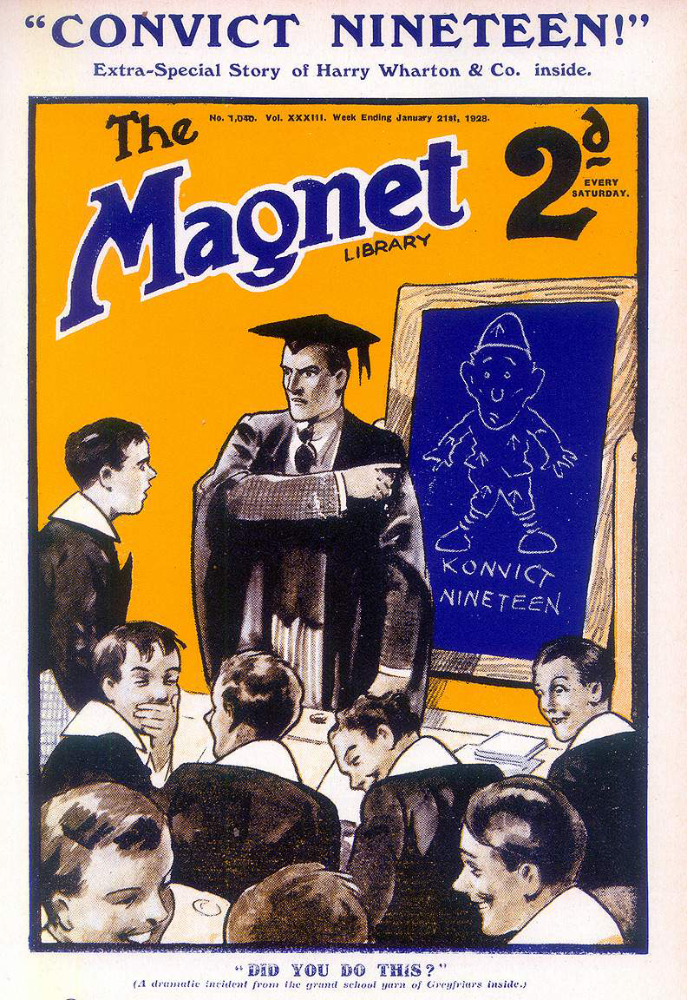 “CONVICT NINETEEN!”
Extra-Special Story of Harry Wharton & Co. inside.
The
No. 1,040. Vol. XXXIII. Week Ending January 21st, 1928.
Magnet
LIBRARY
2d
EVERY
SATURDAY.
KONVICT
NINETEEN
“DID YOU DO THIS?”
(A dramatic incident from the grand school yarn of Greyfriars inside.)